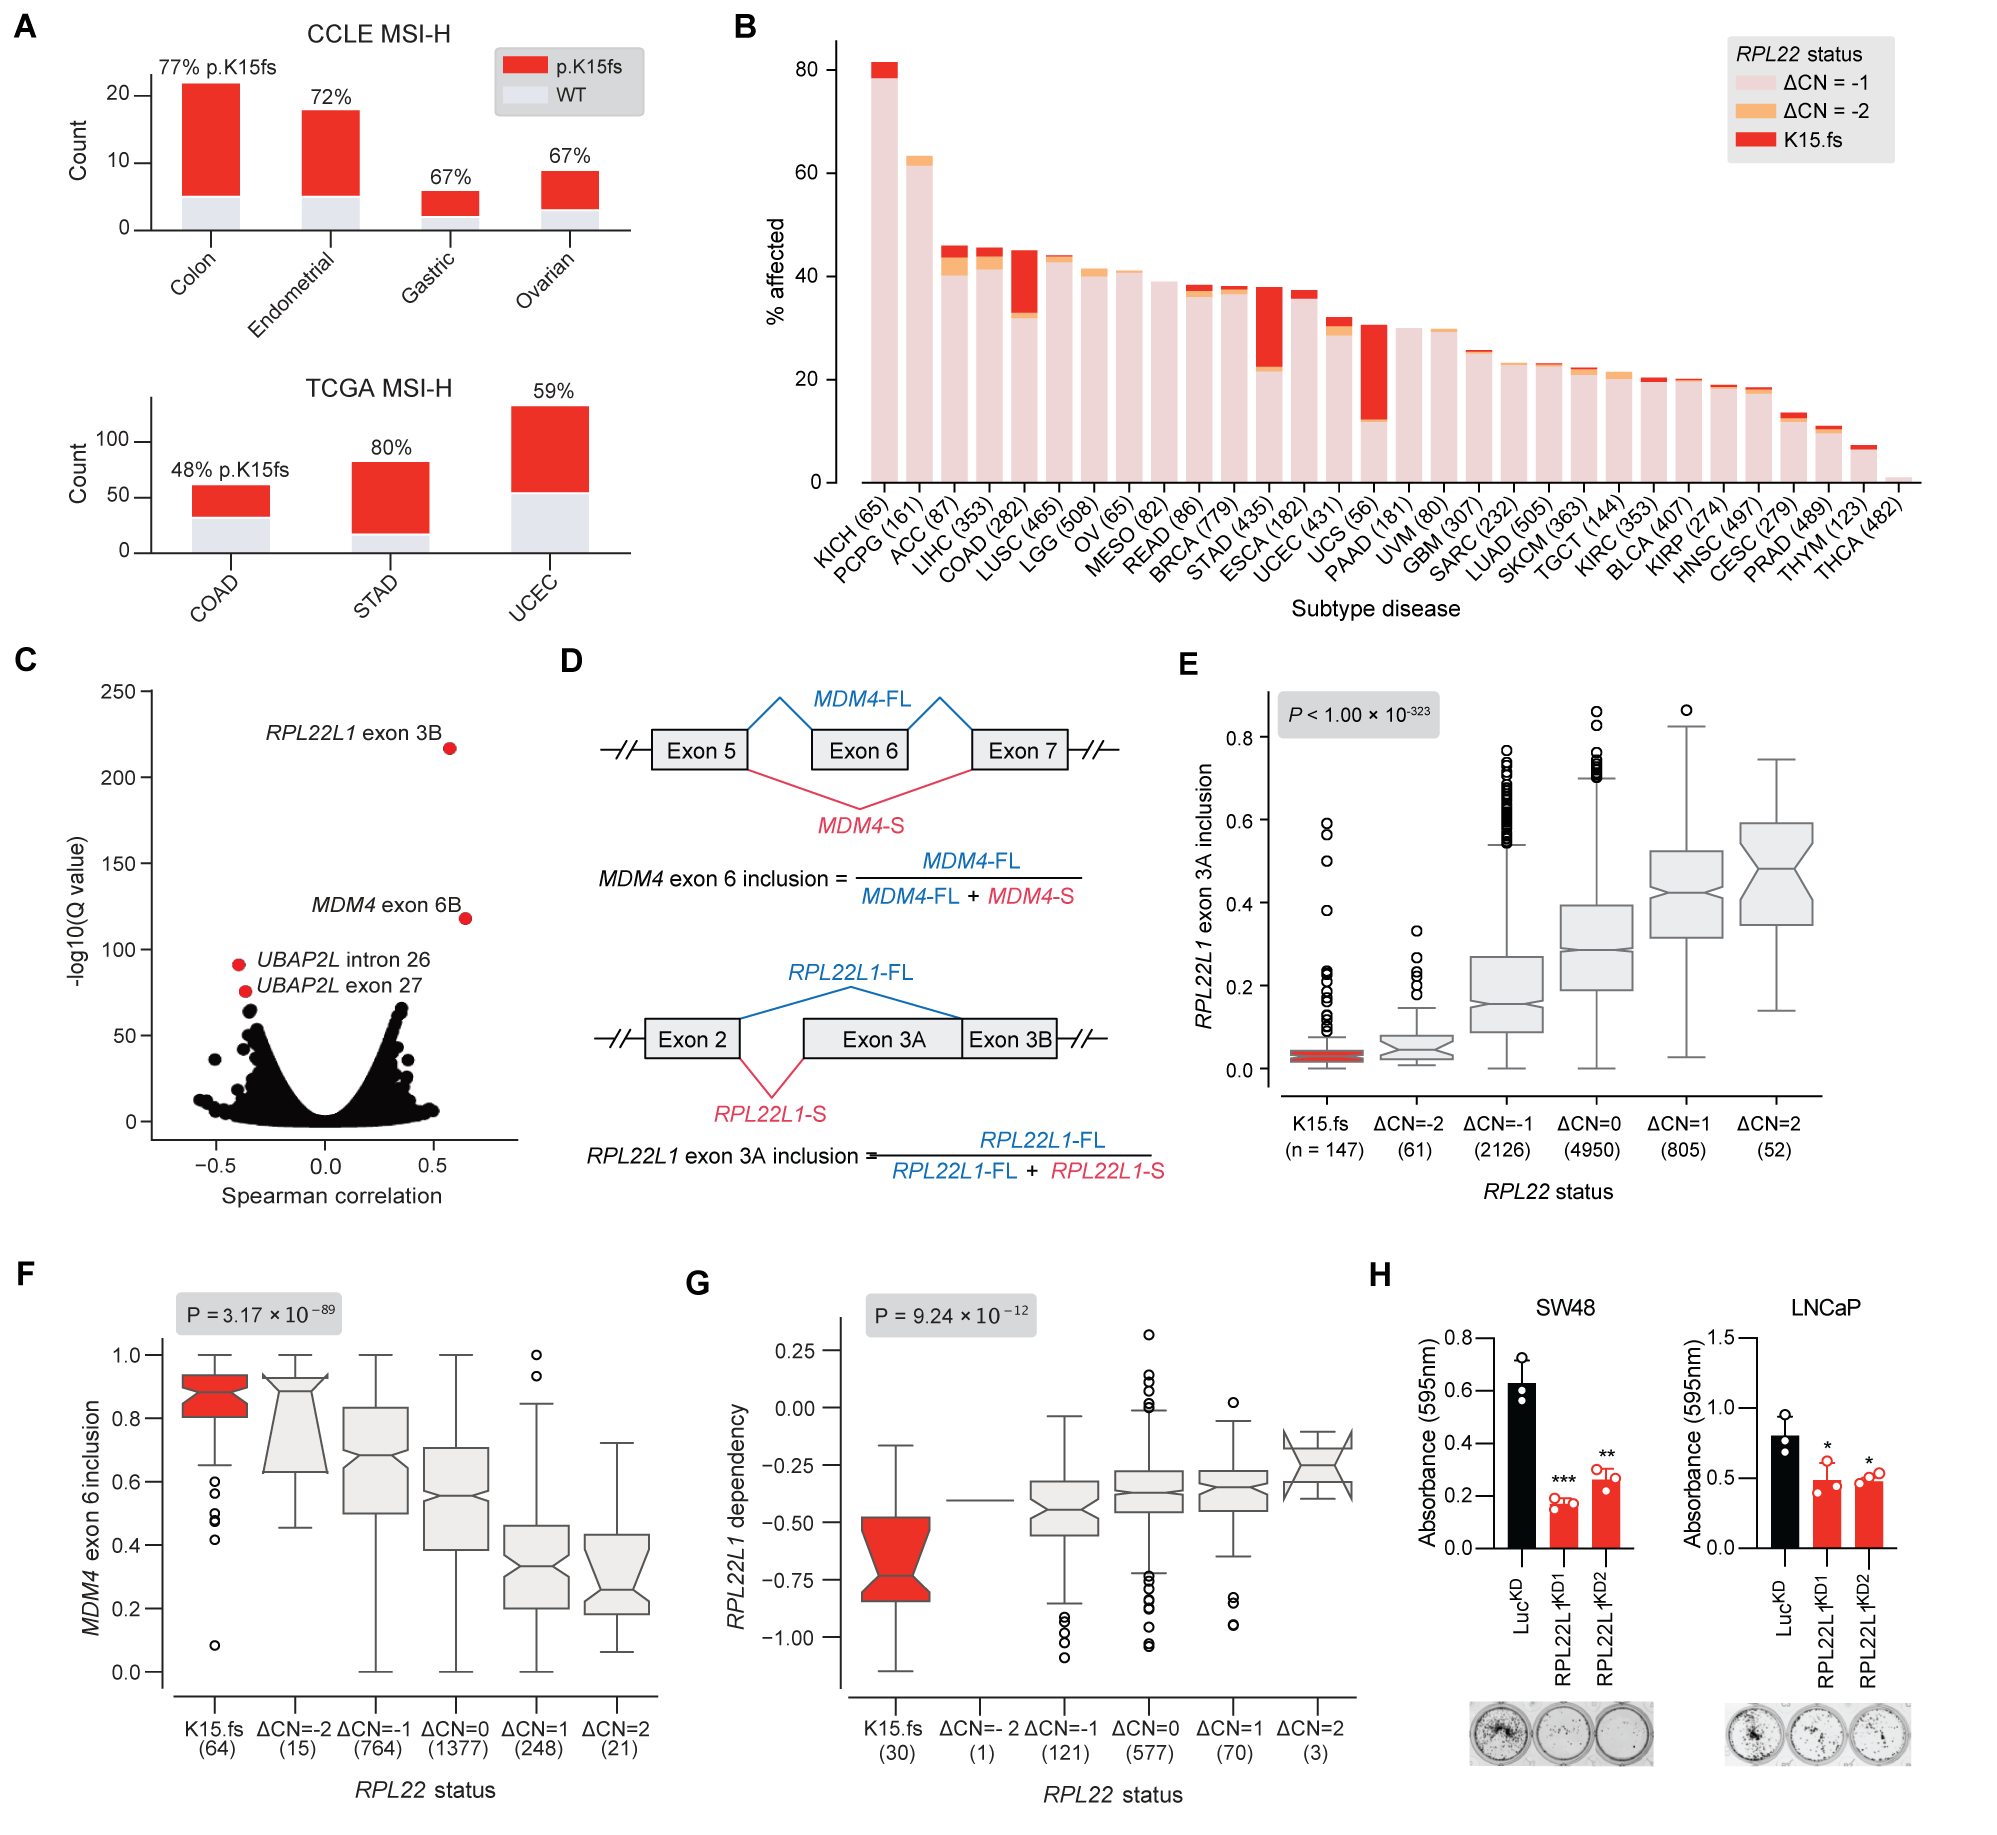 A
CCLE MSI-H
p.K15fs
WT
77% p.K15fs
72%
67%
67%
Count
20
10
0
Colon
Endometrial
Gastric
Ovarian
TCGA MSI-H
48% p.K15fs
80%
59%
Count
100
50
0
COAD
STAD
UCEC
B
RPL22 status
ΔCN = -1
ΔCN = -2
K15.fs
% affected
80
60
40
20
0
KICH (65)
PCPG (161)
ACC (87)
LIHC (353)
COAD (282)
LUSC (465)
LGG (508)
OV (65)
MESO (82)
READ (86)
BRCA (779)
STAD (435)
ESCA (182)
UCEC (431)
UCS (56)
PAAD (181)
UVM (80)
GBM (307)
SARC (232)
LUAD (505)
SKCM (363)
TGCT (144)
KIRC (353)
BLCA (407)
KIRP (274)
HNSC (497)
CESC (279)
PRAD (489)
THYM (123)
THCA (482)
Subtype disease
C
-log10(Q value)
250
200
150
100
50
0
RPL22L1 exon 3B
MDM4 exon 6B
UBAP2L intron 26
UBAP2L exon 27
−0.5
0.0
0.5
Spearman correlation
D
MDM4-FL
Exon 5
Exon 6
Exon 7
MDM4-S
MDM4 exon 6 inclusion =
MDM4-FL
MDM4-FL + MDM4-S
RPL22L1-FL
Exon 2
Exon 3A
Exon 3B
RPL22L1-S
RPL22L1 exon 3A inclusion =
RPL22L1-FL
RPL22L1-FL + RPL22L1-S
E
P < 1.00 × 10-323
RPL22L1 exon 3A inclusion
0.8
0.6
0.4
0.2
0.0
K15.fs ΔCN=-2 ΔCN=-1 ΔCN=0 ΔCN=1 ΔCN=2
(n = 147) (61) (2126) (4950) (805) (52)
RPL22 status
F
P = 3.17 × 10 −89
MDM4 exon 6 inclusion
1.0
0.8
0.6
0.4
0.2
0.0
K15.fs ΔCN=-2 ΔCN=-1 ΔCN=0 ΔCN=1 ΔCN=2
(64) (15) (764) (1377) (248) (21)
RPL22 status
G
P = 9.24 × 10 −12
RPL22L1 dependency
0.25
0.00
−0.25
−0.50
−0.75
−1.00
K15.fs ΔCN=- 2 ΔCN=-1 ΔCN=0 ΔCN=1 ΔCN=2
(30) (1) (121) (577) (70) (3)
RPL22 status
H
SW48
Absorbance (595nm)
0.8
0.6
0.4
0.2
0.0
***
**
LucKD
RPL22L1KD1
RPL22L1KD2
LNCaP
Absorbance (595nm)
1.5
1.0
0.5
0.0
*
*
LucKD
RPL22L1KD1
RPL22L1KD2